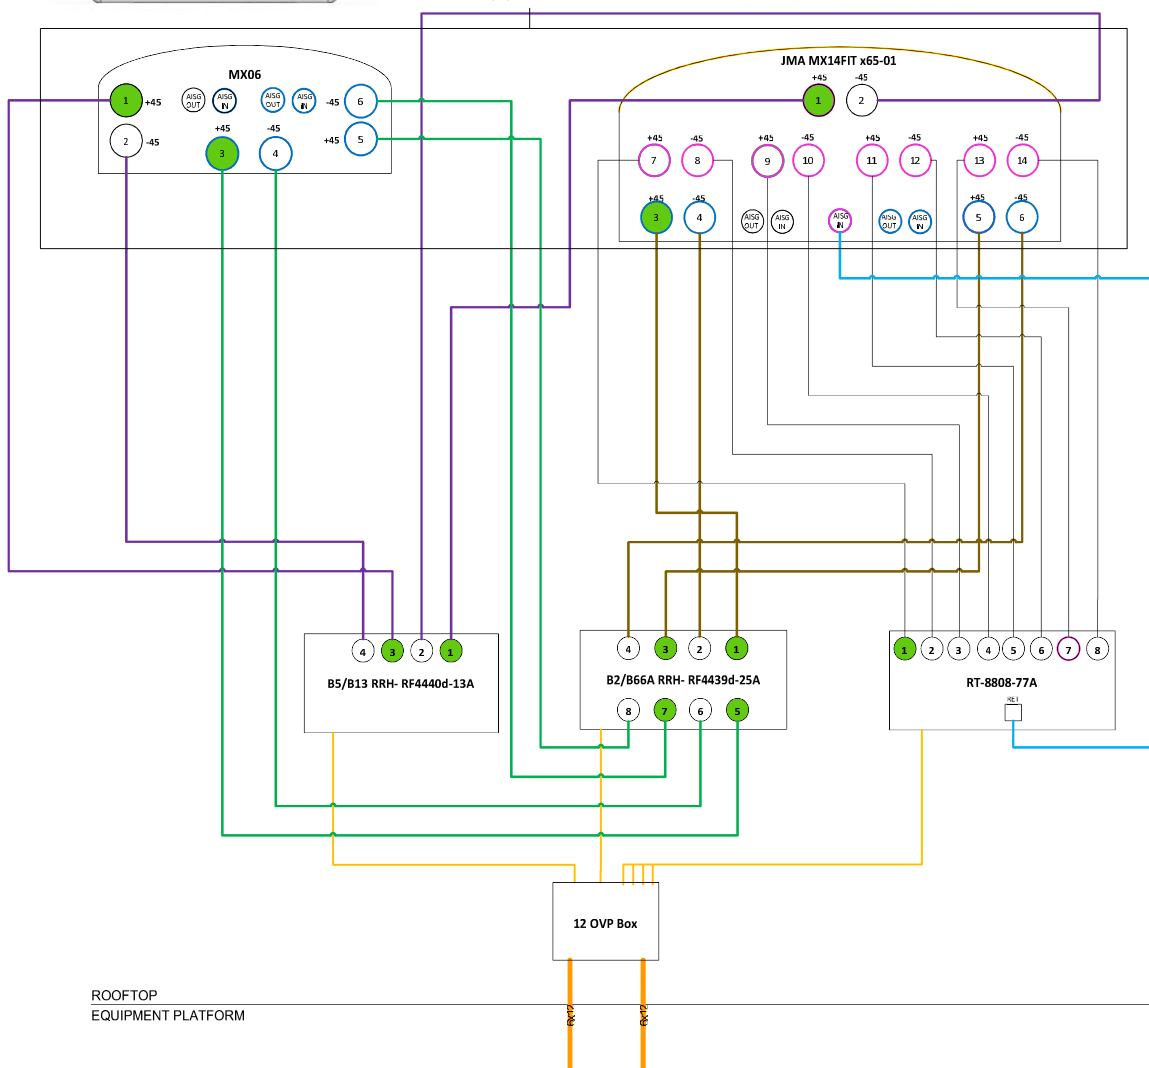 MX06
JMA MX14FIT x65-01
+45
-45
1
+45
AISG
OUT
AISG
IN
AISG
OUT
AISG
IN
-45
6
1
2
2
-45
+45
3
-45
4
+45
5
+45
-45
+45
-45
+45
-45
+45
-45
7
8
9
10
11
12
13
14
+45
-45
+45
-45
3
4
AISG
OUT
AISG
IN
AISG
IN
AISG
OUT
AISG
IN
5
6
4
3
2
1
B5/B13 RRH- RF4440d-13A
4
3
2
1
B2/B66A RRH- RF4439d-25A
8
7
6
5
1
2
3
4
5
6
7
8
RT-8808-77A
RET
12 OVP Box
ROOFTOP
EQUIPMENT PLATFORM
6x12
6x12